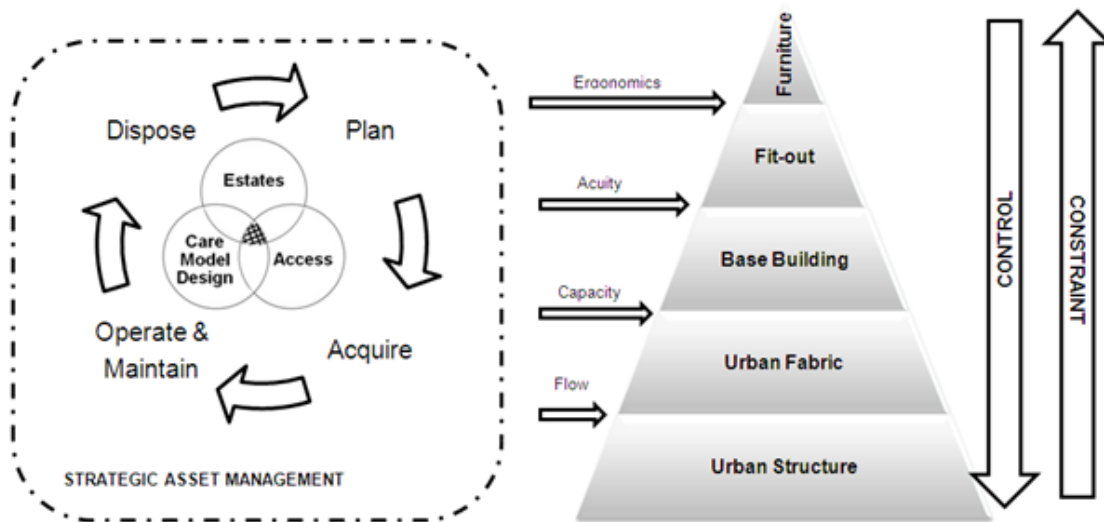 Dispose
Plan
Estates
Care
Model
Design
Access
Operate &
Maintain
Acquire
STRATEGIC ASSET MANAGEMENT
Ergonomics
Acuity
Capacity
Flow
Furniture
Fit-out
Base Building
Urban Fabric
Urban Structure
CONTROL
CONSTRAINT